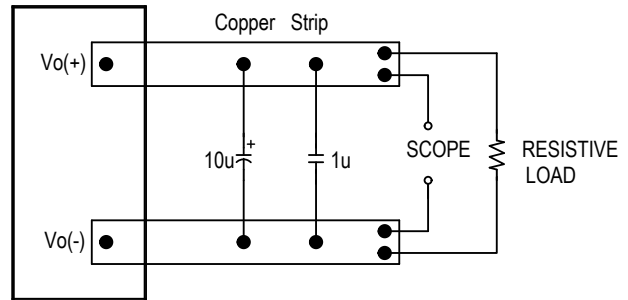 Copper Strip
Vo(+)
+
10u
1u
SCOPE
RESISTIVE
LOAD
Vo(-)